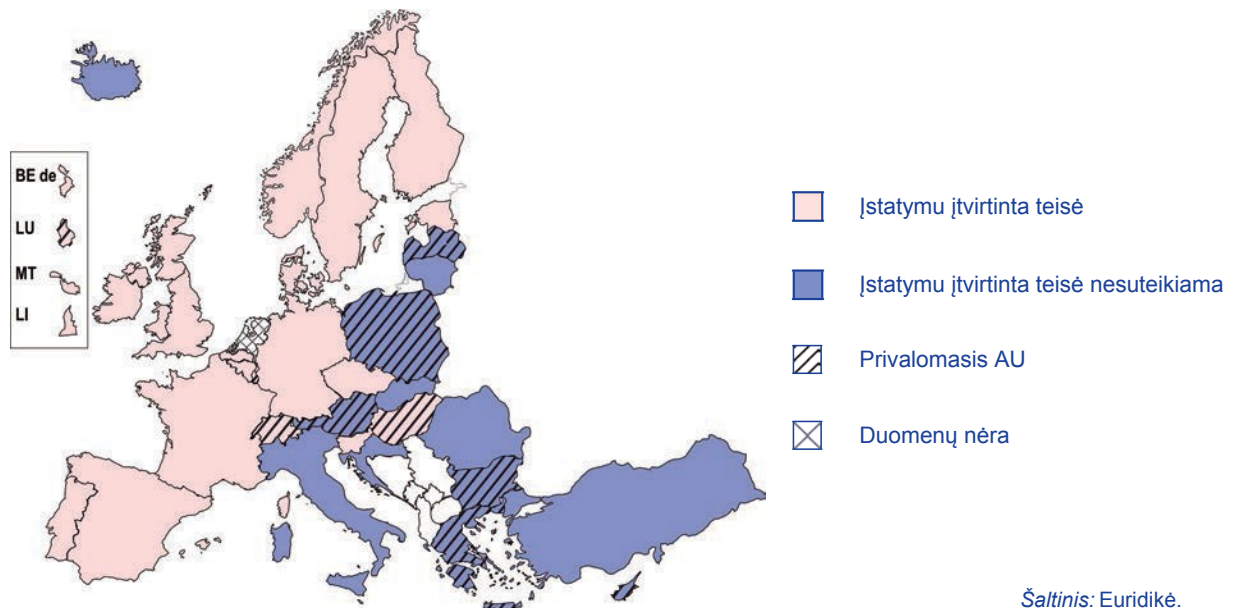 BE de
LU
MT
LI
Įstatymu įtvirtinta teisė
Įstatymu įtvirtinta teisė nesuteikiama
Privalomasis AU
Duomenų nėra
Šaltinis: Euridikė.